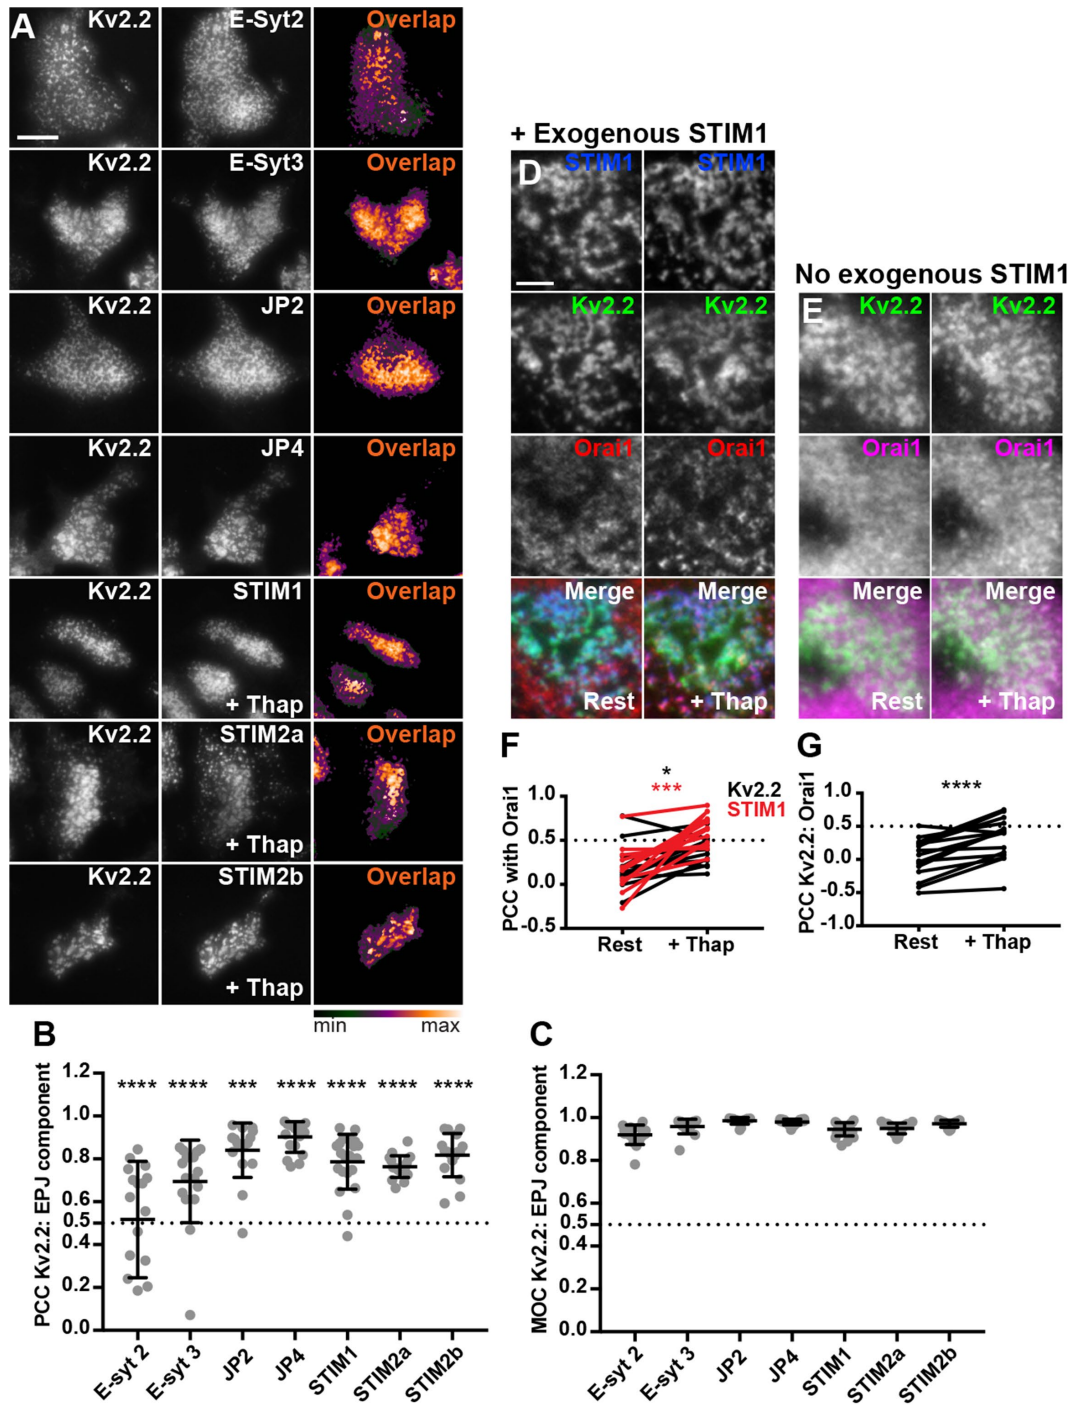 A
Kv2.2 E-Syt2 Overlap
Kv2.2 E-Syt3 Overlap
Kv2.2 JP2 Overlap
Kv2.2 JP4 Overlap
Kv2.2 STIM1 Overlap
+ Thap
Kv2.2 STIM2a Overlap
+ Thap
Kv2.2 STIM2b Overlap
+ Thap
min max
+ Exogenous STIM1
D
STIM1 STIM1
Kv2.2 Kv2.2
Orai1 Orai1
Merge Merge
Rest + Thap
No exogenous STIM1
E
Kv2.2 Kv2.2
Orai1 Orai1
Merge Merge
Rest + Thap
F
PCC with Orai1
1.0
0.5
0.0
-0.5
*
***
Kv2.2
STIM1
Rest + Thap
G
PCC Kv2.2: Orai1
1.0
0.5
0.0
-0.5
-1.0
****
Rest + Thap
B
PCC Kv2.2: EPJ component
1.2
1.0
0.8
0.6
0.5
0.4
0.2
0.0
**** **** *** **** **** **** ****
E-syt 2 E-syt 3 JP2 JP4 STIM1 STIM2a STIM2b
C
MOC Kv2.2: EPJ component
1.2
1.0
0.8
0.6
0.5
0.4
0.2
0.0
E-syt 2 E-syt 3 JP2 JP4 STIM1 STIM2a STIM2b